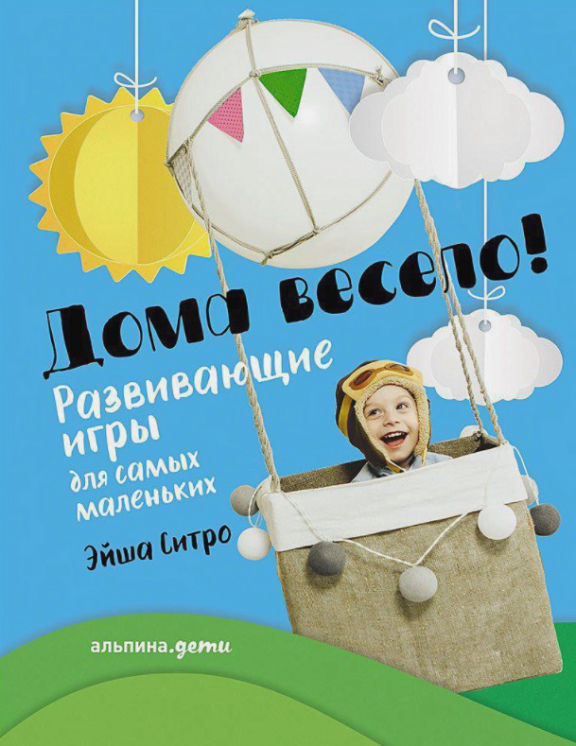 Дома весело!
Развивающие
игры
для самых
маленьких
Эйша Ситро
альпина.дети